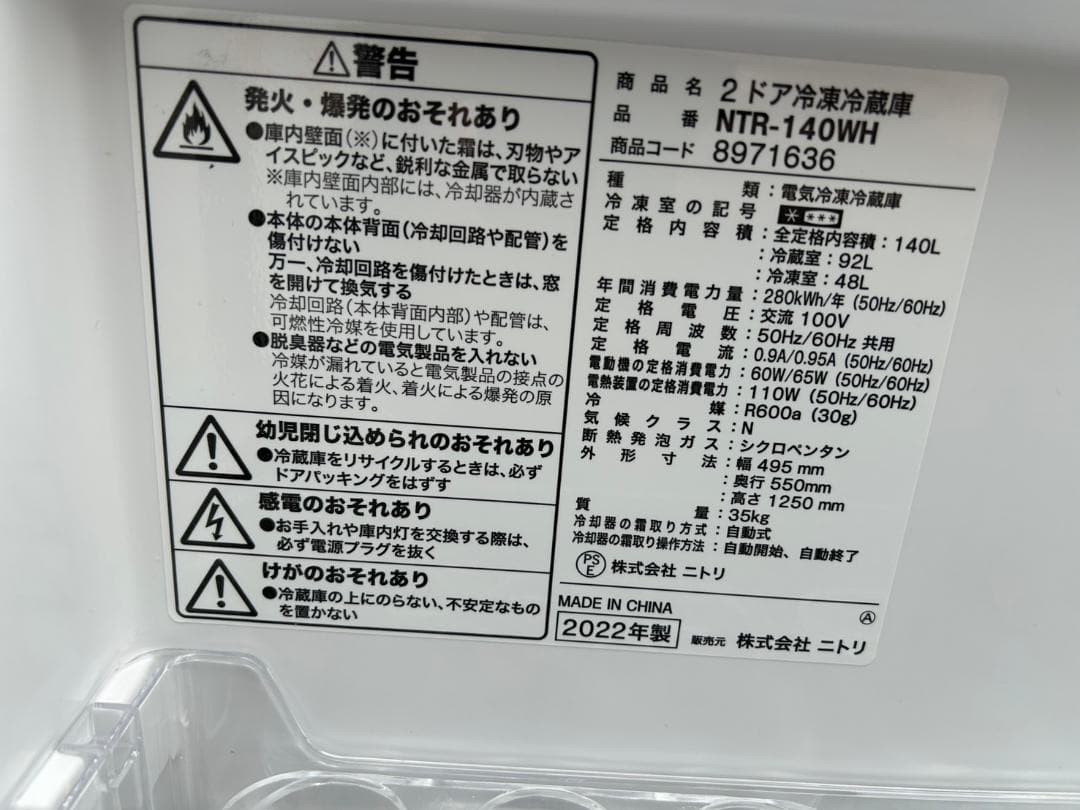 ⚠警告
発火・爆発のおそれあり
●庫内壁面(※)に付いた霜は、刃物やア
イスピックなど、鋭利な金属で取らない
※庫内壁面内部には、冷却器が内蔵さ
れています。
●本体の本体背面(冷却回路や配管)を
傷付けない
万一、冷却回路を傷付けたときは、窓
を開けて換気する
冷却回路(本体背面内部)や配管は、
可燃性冷媒を使用しています。
●脱臭器などの電気製品を入れない
冷媒が漏れていると電気製品の接点の
火花による着火、着火による爆発の原
因になります。
幼児閉じ込められのおそれあり
●冷蔵庫をリサイクルするときは、必ず
ドアパッキングをはずす
感電のおそれあり
●お手入れや庫内灯を交換する際は、
必ず電源プラグを抜く
けがのおそれあり
●冷蔵庫の上にのらない、不安定なもの
を置かない
商品名 2ドア冷凍冷蔵庫
品番 NTR-140WH
商品コード 8971636
種類:電気冷凍冷蔵庫
冷凍室の記号 * ***
定格内容積:全定格内容積:140L
:冷蔵室:92L
:冷凍室:48L
年間消費電力量:280kWh/年 (50Hz/60Hz)
定格電圧:交流 100V
定格周波数:50Hz/60Hz 共用
定格電流:0.9A/0.95A (50Hz/60Hz)
電動機の定格消費電力:60W/65W (50Hz/60Hz)
電熱装置の定格消費電力:110W (50Hz/60Hz)
冷媒:R600a (30g)
気候クラス:N
断熱発泡ガス:シクロペンタン
外形寸法:幅 495 mm
:奥行 550mm
:高さ 1250 mm
質量:35kg
冷却器の霜取り方式:自動式
冷却器の霜取り操作方法:自動開始、自動終了
PSE 株式会社 ニトリ
MADE IN CHINA Ⓐ
2022年製 販売元 株式会社 ニトリ